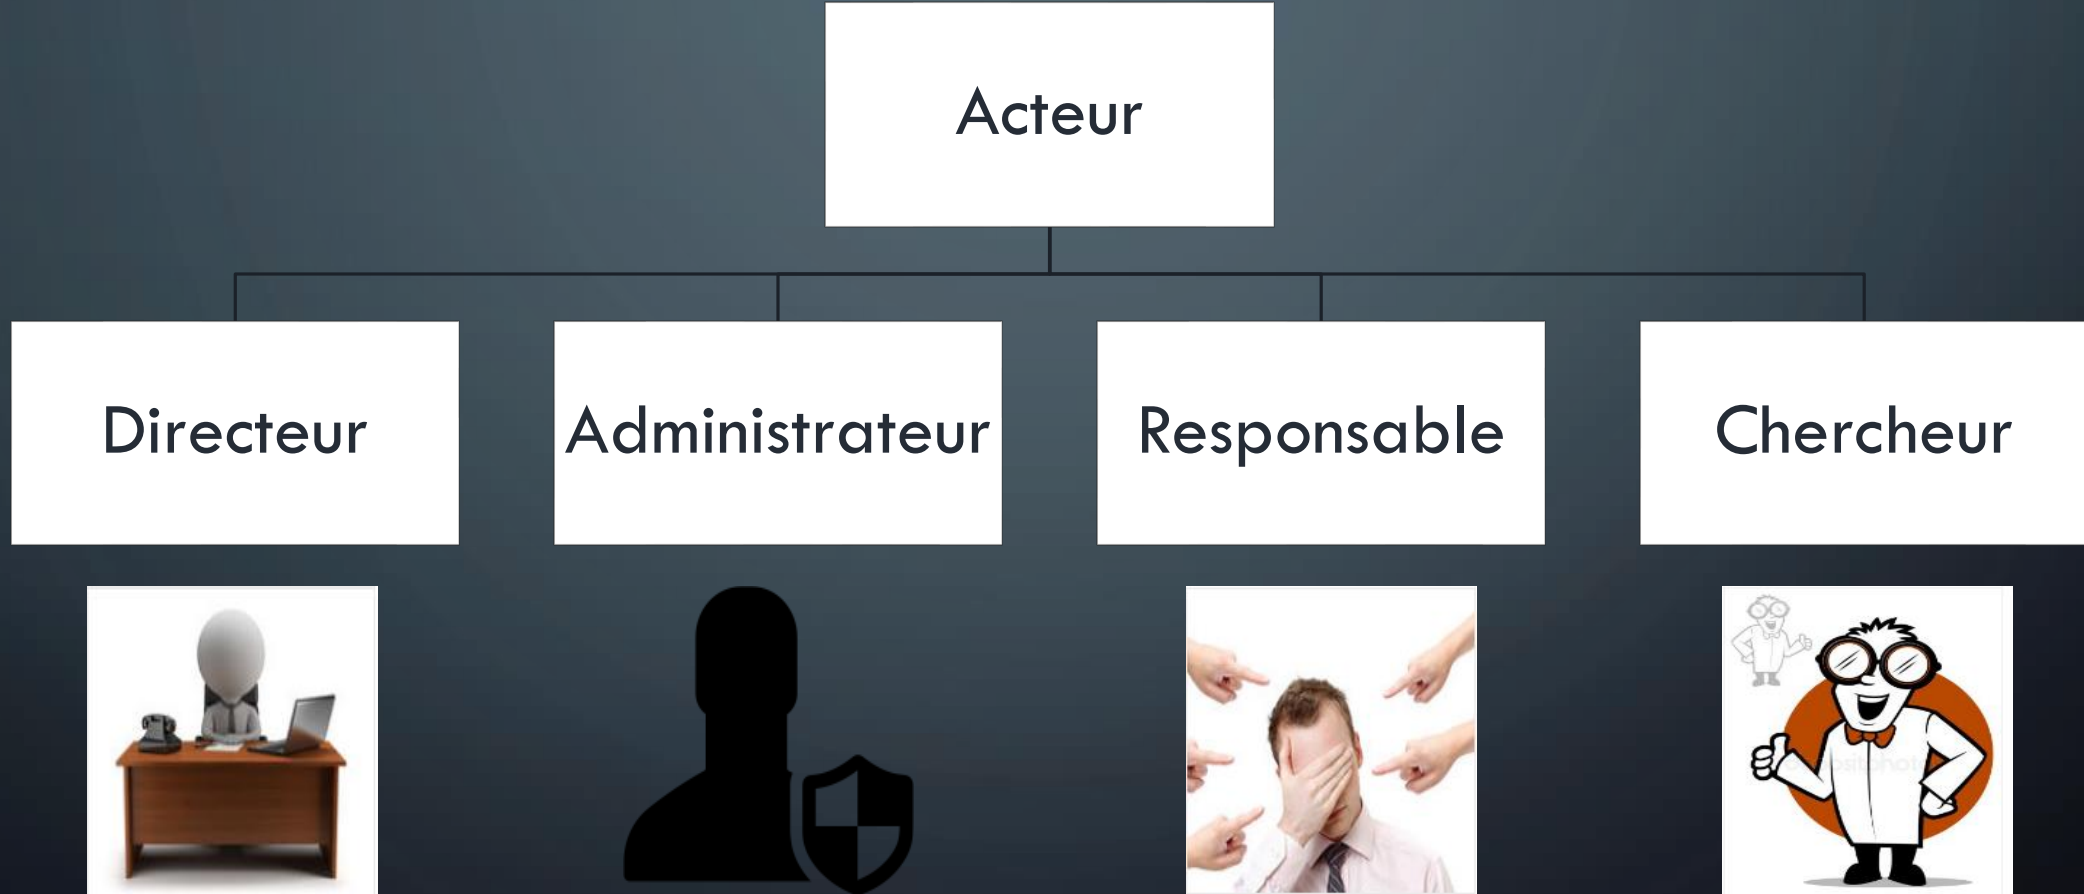 Acteur
Directeur
Administrateur
Responsable
Chercheur